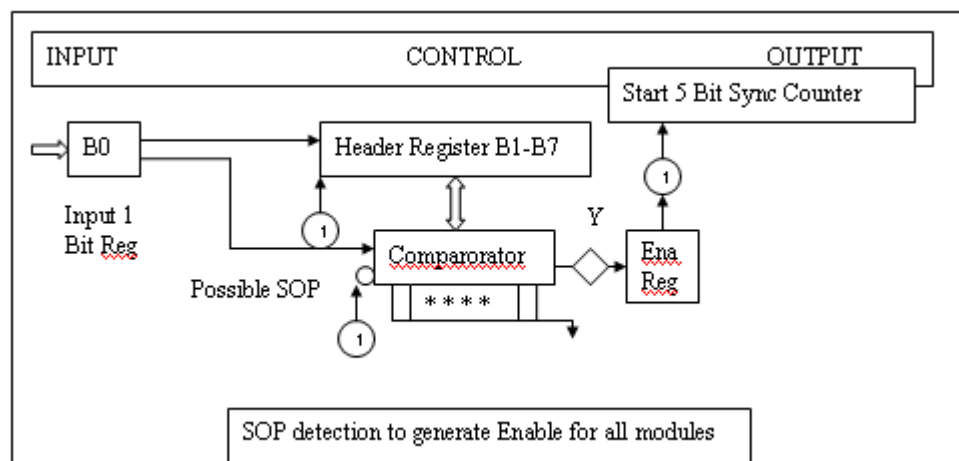 INPUT CONTROL OUTPUT
Start 5 Bit Sync Counter
B0
Header Register B1-B7
1
Input 1
Bit Reg
1
Y
Comparorator
Ena
Reg
Possible SOP
* * * *
1
SOP detection to generate Enable for all modules